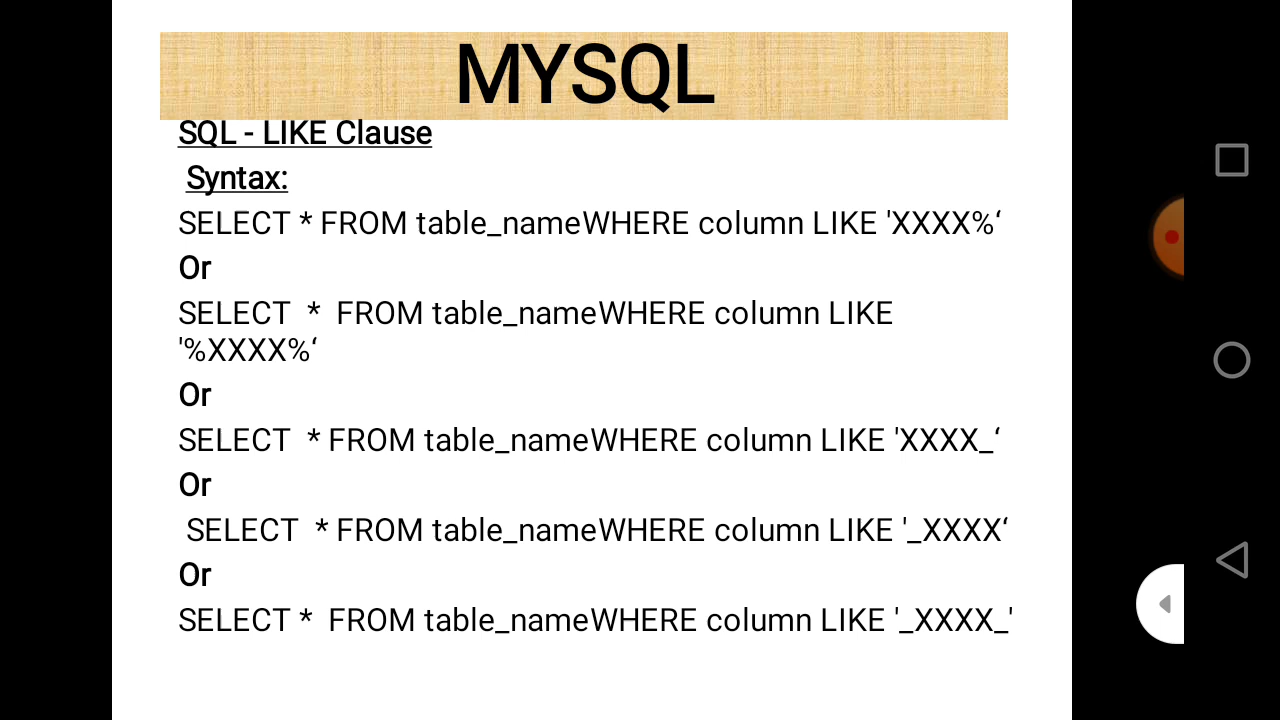 MYSQL
SQL - LIKE Clause
Syntax:
SELECT * FROM table_nameWHERE column LIKE 'XXXX%‘
Or
SELECT  *  FROM table_nameWHERE column LIKE
'%XXXX%‘
Or
SELECT  * FROM table_nameWHERE column LIKE 'XXXX_‘
Or
SELECT  * FROM table_nameWHERE column LIKE '_XXXX‘
Or
SELECT *  FROM table_nameWHERE column LIKE '_XXXX_'